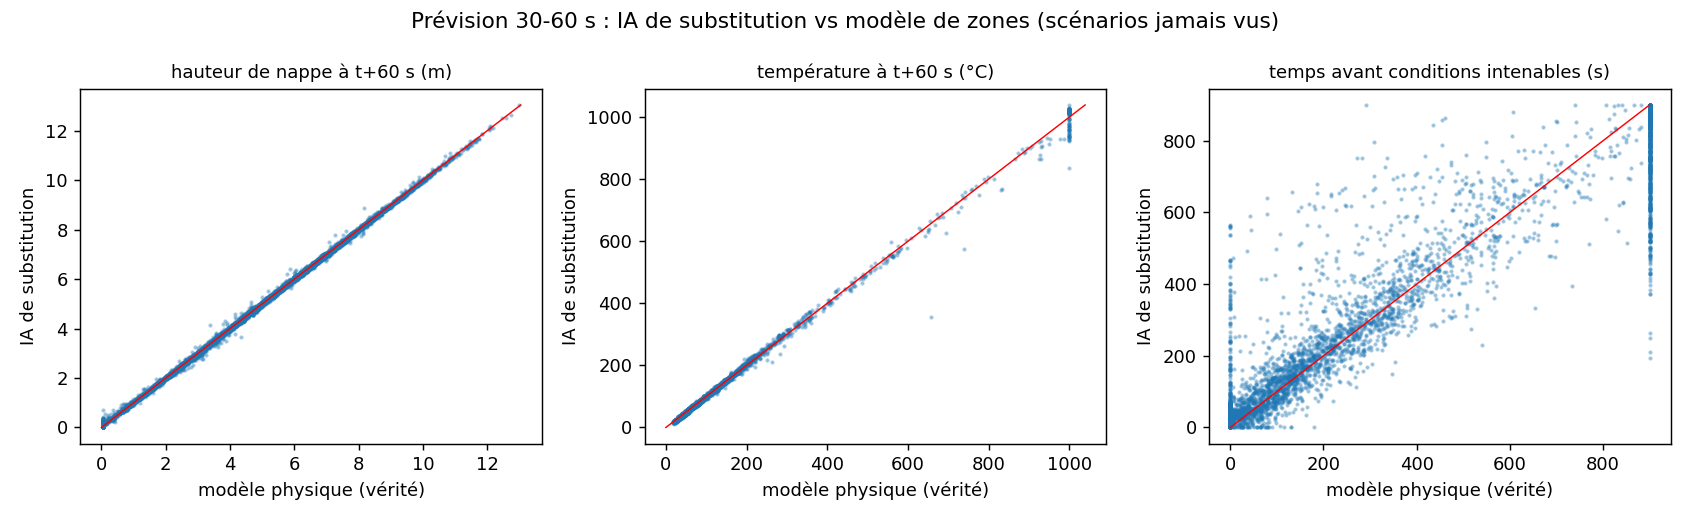 Prévision 30-60 s : IA de substitution vs modèle de zones (scénarios jamais vus)
hauteur de nappe à t+60 s (m)
IA de substitution
12
10
8
6
4
2
0
0 2 4 6 8 10 12
modèle physique (vérité)
température à t+60 s (°C)
IA de substitution
1000
800
600
400
200
0
0 200 400 600 800 1000
modèle physique (vérité)
temps avant conditions intenables (s)
IA de substitution
800
600
400
200
0
0 200 400 600 800
modèle physique (vérité)